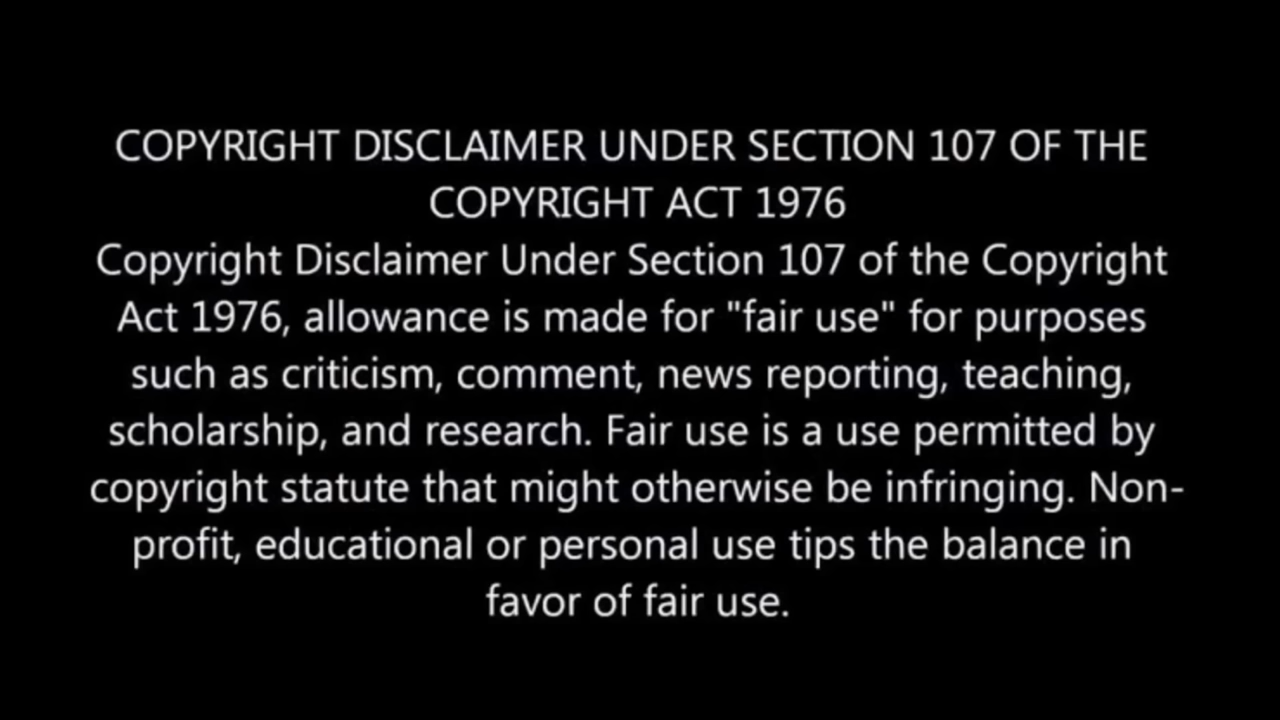 COPYRIGHT DISCLAIMER UNDER SECTION 107 OF THE
COPYRIGHT ACT 1976
Copyright Disclaimer Under Section 107 of the Copyright
Act 1976, allowance is made for "fair use" for purposes
such as criticism, comment, news reporting, teaching,
scholarship, and research. Fair use is a use permitted by
copyright statute that might otherwise be infringing. Non-
profit, educational or personal use tips the balance in
favor of fair use.